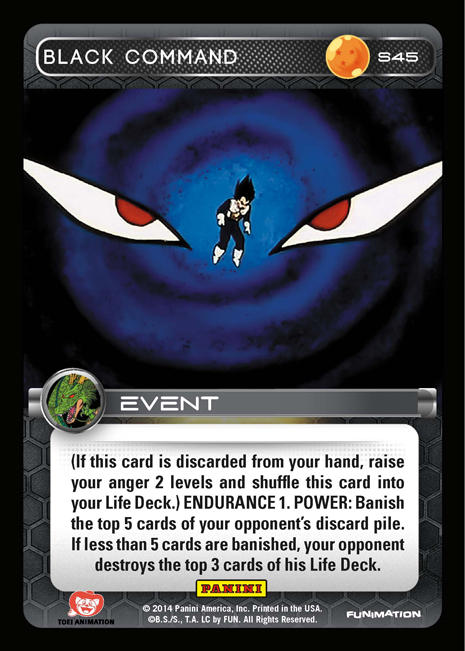 BLACK COMMAND S45
EVENT
(If this card is discarded from your hand, raise
your anger 2 levels and shuffle this card into
your Life Deck.) ENDURANCE 1. POWER: Banish
the top 5 cards of your opponent's discard pile.
If less than 5 cards are banished, your opponent
destroys the top 3 cards of his Life Deck.
PANINI
© 2014 Panini America, Inc. Printed in the USA.
©B.S./S., T.A. LC by FUN. All Rights Reserved.
TOEI ANIMATION
FUNIMATION